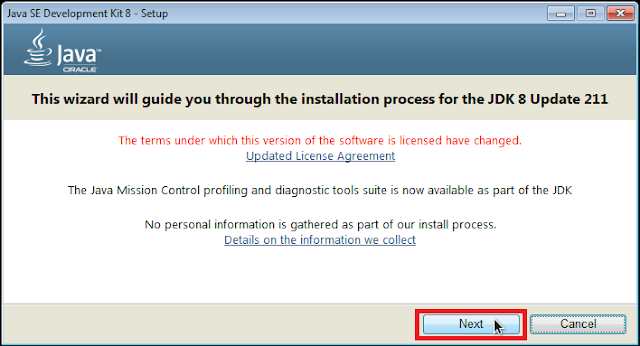 Java SE Development Kit 8 - Setup
Java™
ORACLE
This wizard will guide you through the installation process for the JDK 8 Update 211
The terms under which this version of the software is licensed have changed.
Updated License Agreement
The Java Mission Control profiling and diagnostic tools suite is now available as part of the JDK
No personal information is gathered as part of our install process.
Details on the information we collect
Next Cancel